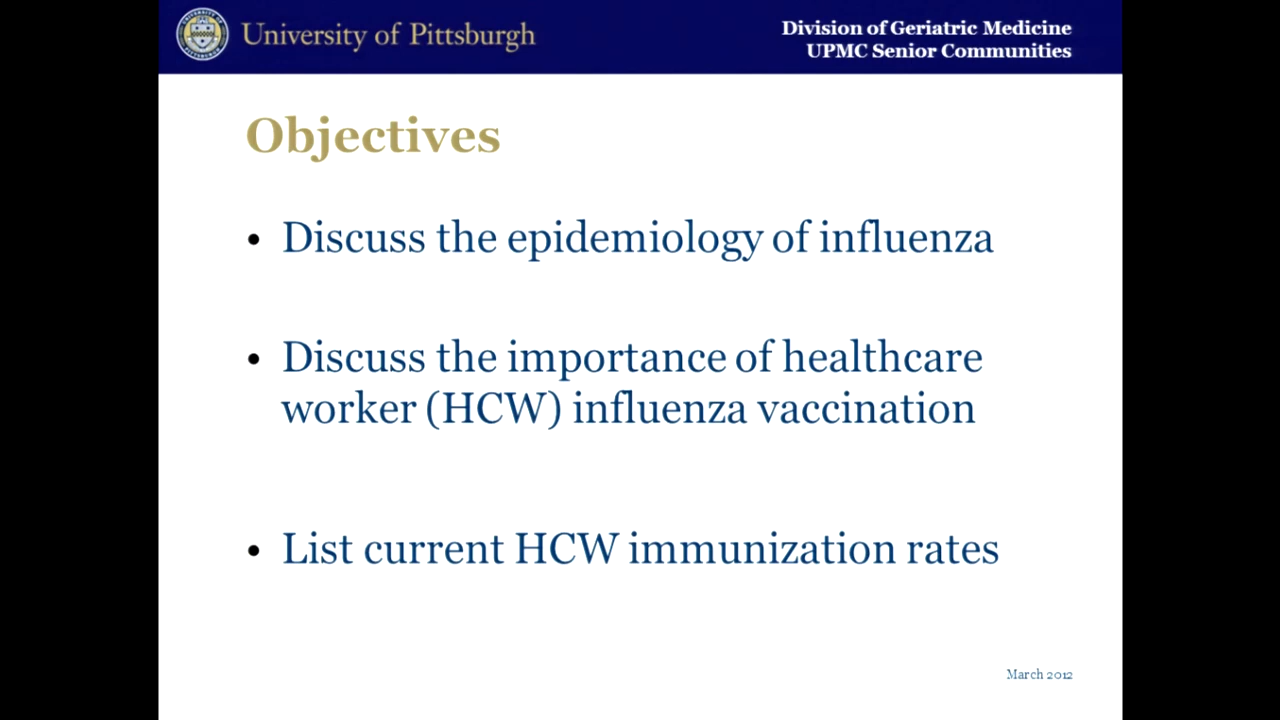 University of Pittsburgh
Division of Geriatric Medicine
UPMC Senior Communities
Objectives
• Discuss the epidemiology of influenza
• Discuss the importance of healthcare
worker (HCW) influenza vaccination
• List current HCW immunization rates
March 2012